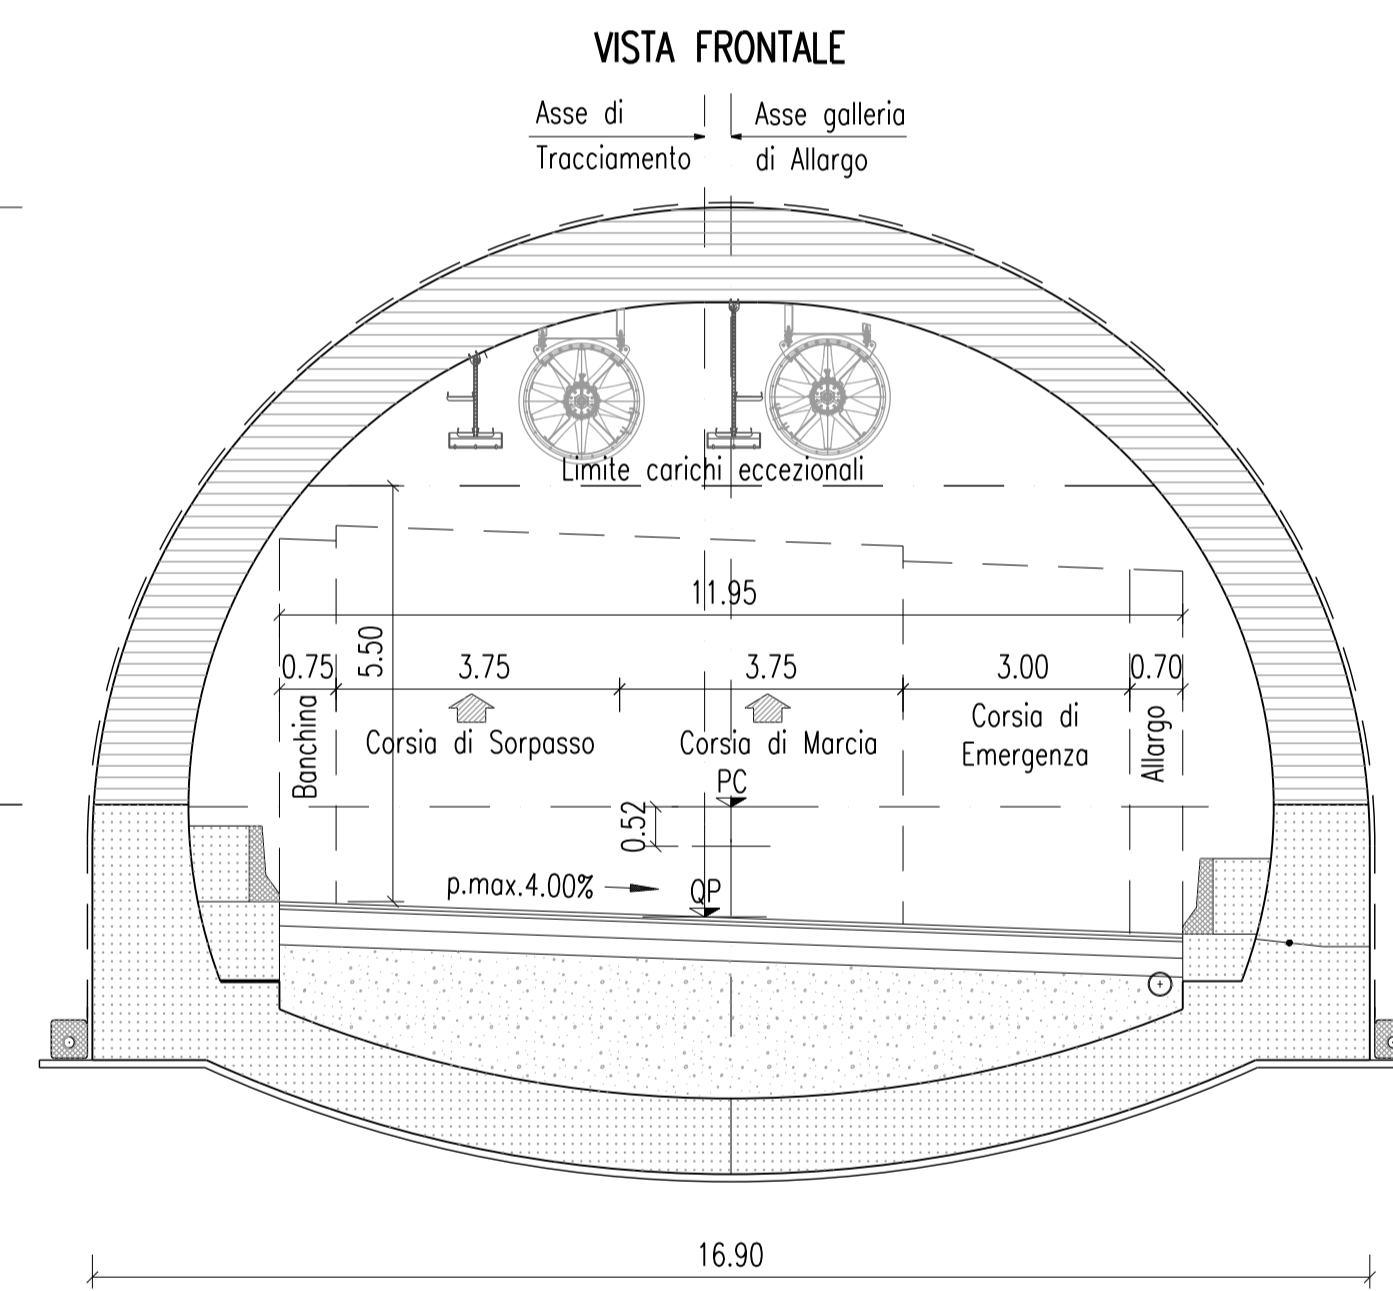 VISTA FRONTALE
Asse di
Tracciamento
Asse galleria
di Allargo
Limite carichi eccezionali
11.95
5.50
0.75
3.75
3.75
3.00
0.70
Banchina
Corsia di Sorpasso
Corsia di Marcia
Corsia di
Emergenza
Allargo
PC
0.52
p.max.4.00%
QP
16.90